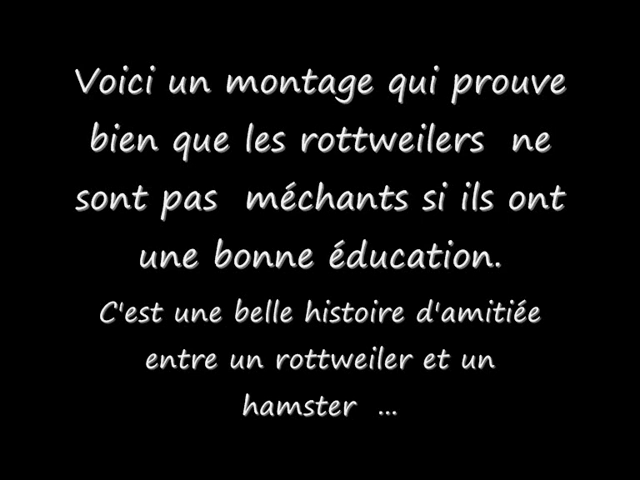 Voici un montage qui prouve
bien que les rottweilers ne
sont pas méchants si ils ont
une bonne éducation.
C'est une belle histoire d'amitiée
entre un rottweiler et un
hamster ...